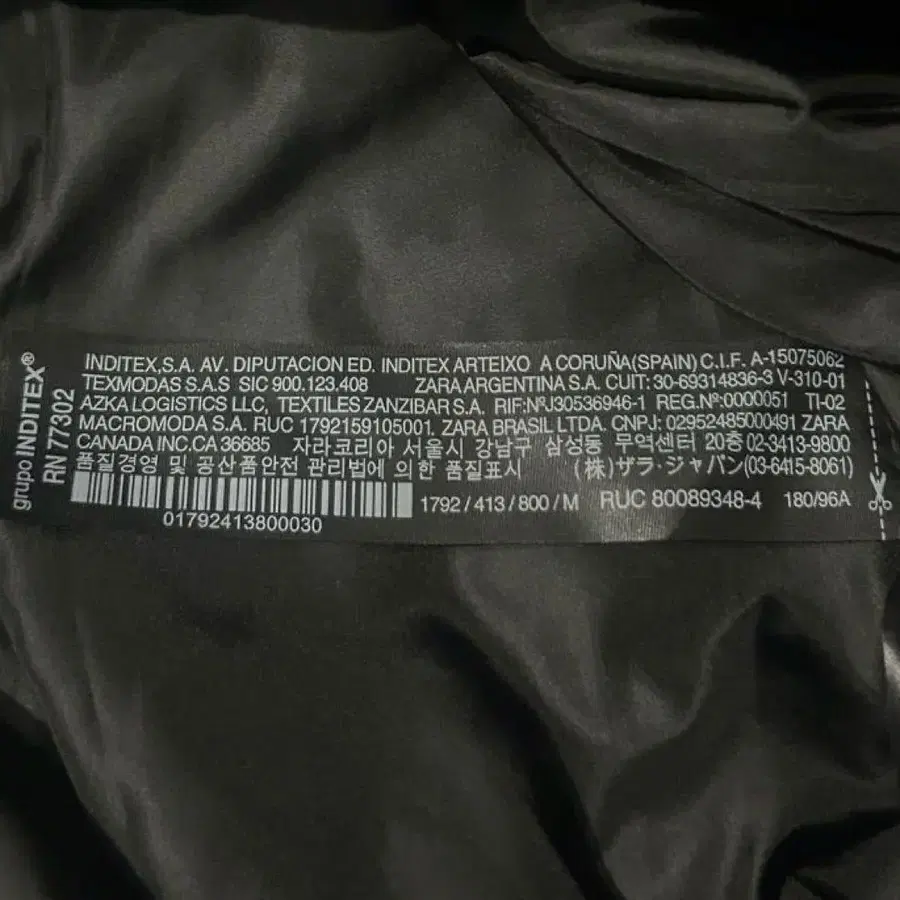 grupo INDITEX®
RN 77302
INDITEX,S.A. AV. DIPUTACION ED. INDITEX ARTEIXO A CORUÑA(SPAIN) C.I.F. A-15075062
TEXMODAS S.A.S SIC 900.123.408 ZARA ARGENTINA S.A. CUIT: 30-69314836-3 V-310-01
AZKA LOGISTICS LLC, TEXTILES ZANZIBAR S.A. RIF:NºJ30536946-1 REG.Nº:0000051 TI-02
MACROMODA S.A. RUC 1792159105001. ZARA BRASIL LTDA. CNPJ: 02952485000491 ZARA
CANADA INC.CA 36685 자라코리아 서울시 강남구 삼성동 무역센터 20층 02-3413-9800
품질경영 및 공산품안전 관리법에 의한 품질표시 (株)ザラ・ジャパン(03-6415-8061)
1792 / 413 / 800 / M RUC 80089348-4 180/96A
01792413800030